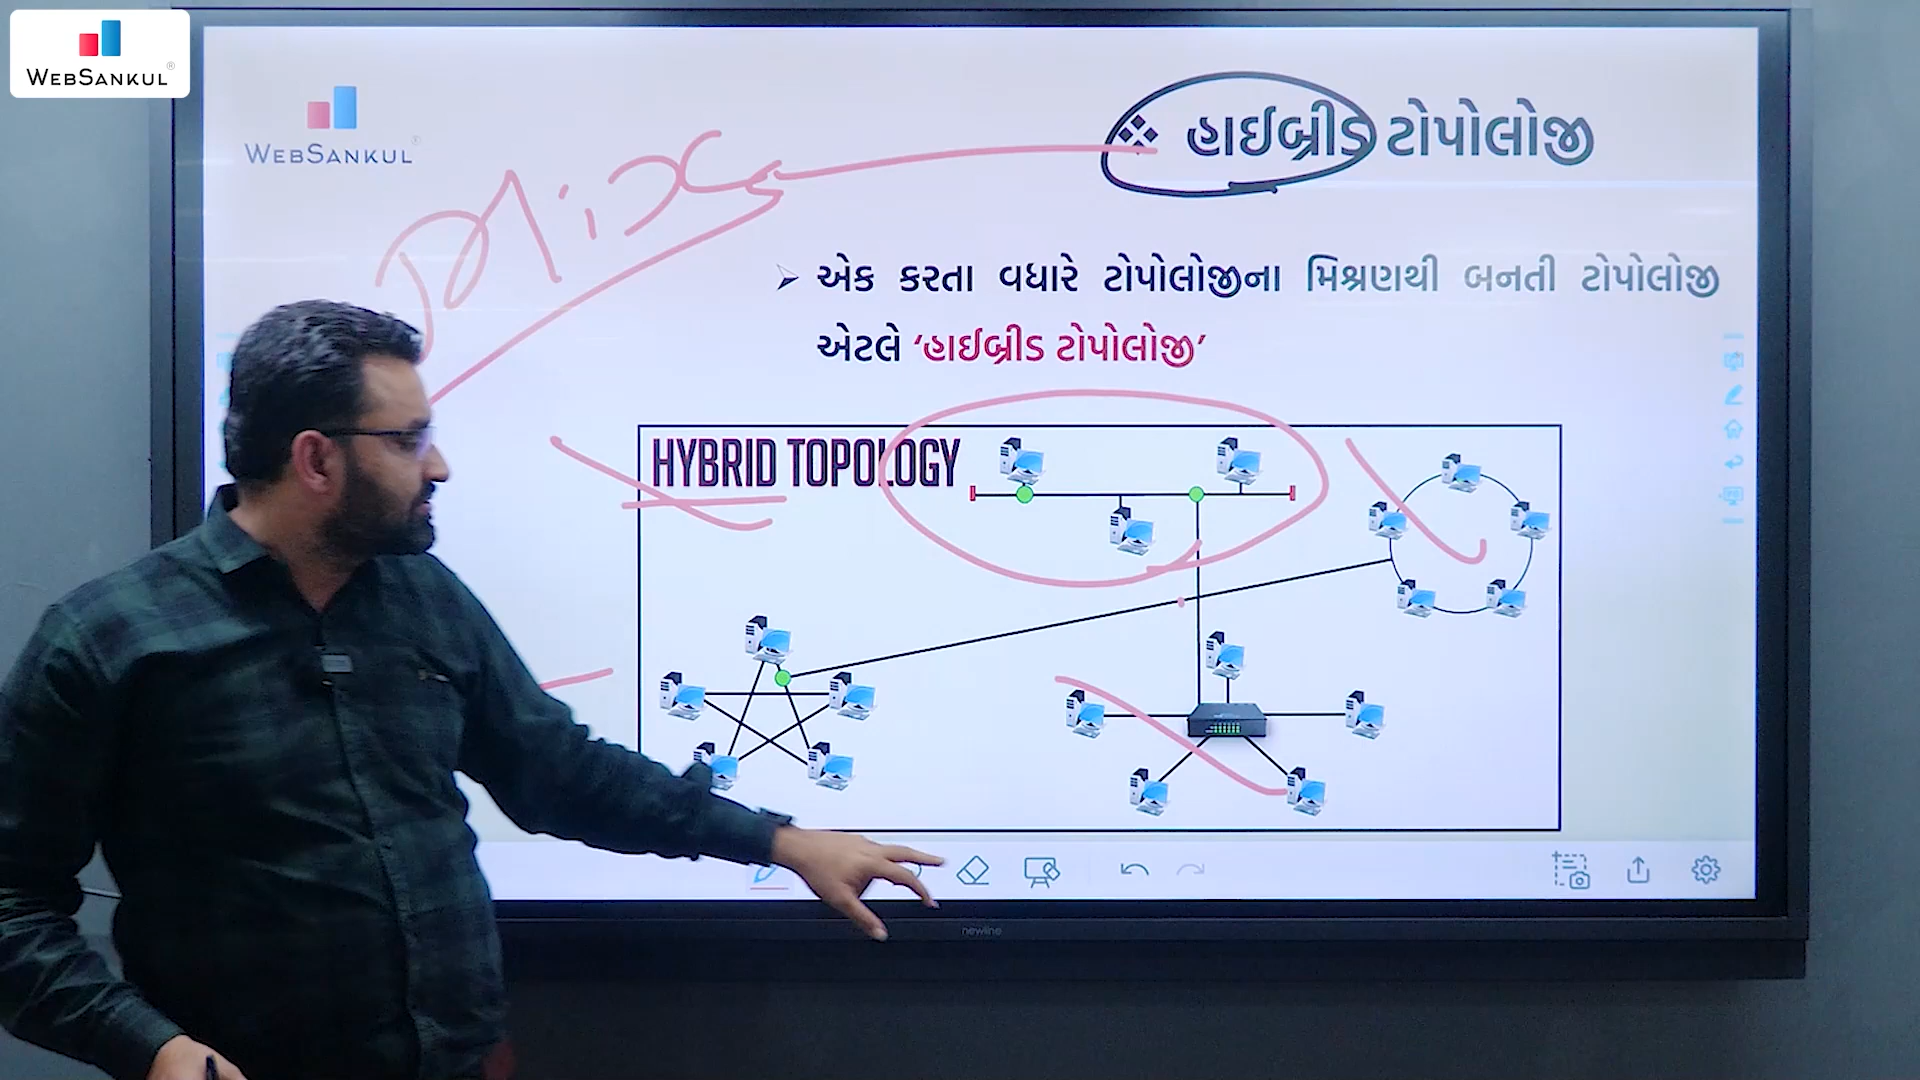 WEBSANKUL
WEBSANKUL
❖ હાઈબ્રીડ ટોપોલોજી
Mix
➢ એક કરતા વધારે ટોપોલોજીના મિશ્રણથી બનતી ટોપોલોજી
એટલે ‘હાઈબ્રીડ ટોપોલોજી’
HYBRID TOPOLOGY
newline